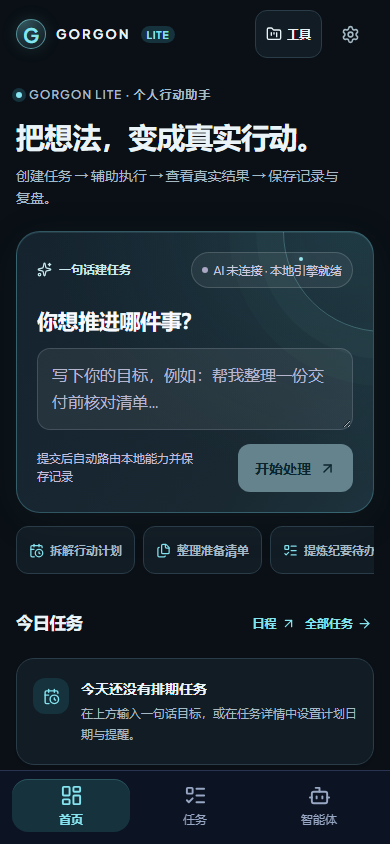 G GORGON LITE 工具
GORGON LITE · 个人行动助手
把想法，变成真实行动。
创建任务 → 辅助执行 → 查看真实结果 → 保存记录与
复盘。
一句话建任务
AI 未连接 · 本地引擎就绪
你想推进哪件事?
写下你的目标，例如：帮我整理一份交
付前核对清单...
提交后自动路由本地能力并保
存记录
开始处理
拆解行动计划 整理准备清单 提炼纪要待办
今日任务 日程 全部任务
今天还没有排期任务
在上方输入一句话目标，或在任务详情中设置计划日
期与提醒。
首页 任务 智能体